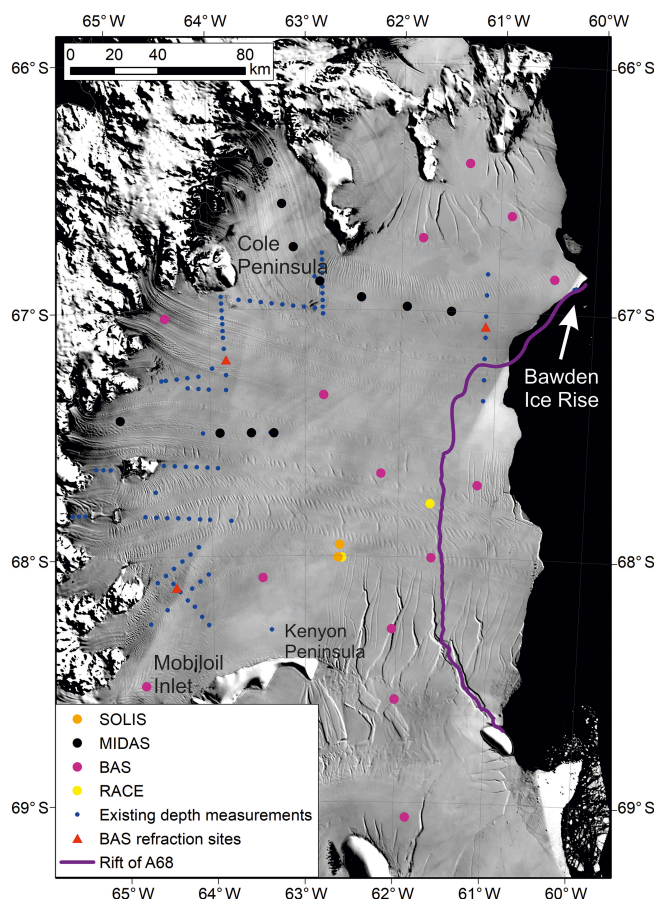 65°W 64°W 63°W 62°W 61°W 60°W
0 20 40 80
km
66°S 66°S
Cole
Peninsula
67°S 67°S
Bawden
Ice Rise
68°S 68°S
Kenyon
Peninsula
Mobiloil
Inlet
SOLIS
MIDAS
BAS
RACE
Existing depth measurements
BAS refraction sites
Rift of A68
69°S 69°S
65°W 64°W 63°W 62°W 61°W 60°W